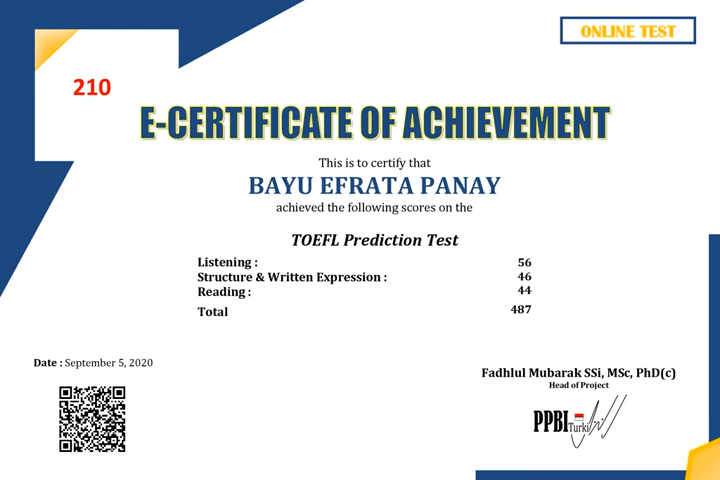 ONLINE TEST
210
E-CERTIFICATE OF ACHIEVEMENT
This is to certify that
BAYU EFRATA PANAY
achieved the following scores on the
TOEFL Prediction Test
Listening : 56
Structure & Written Expression : 46
Reading : 44
Total 487
Date : September 5, 2020
Fadhlul Mubarak SSi, MSc, PhD(c)
Head of Project
PPBI Turki